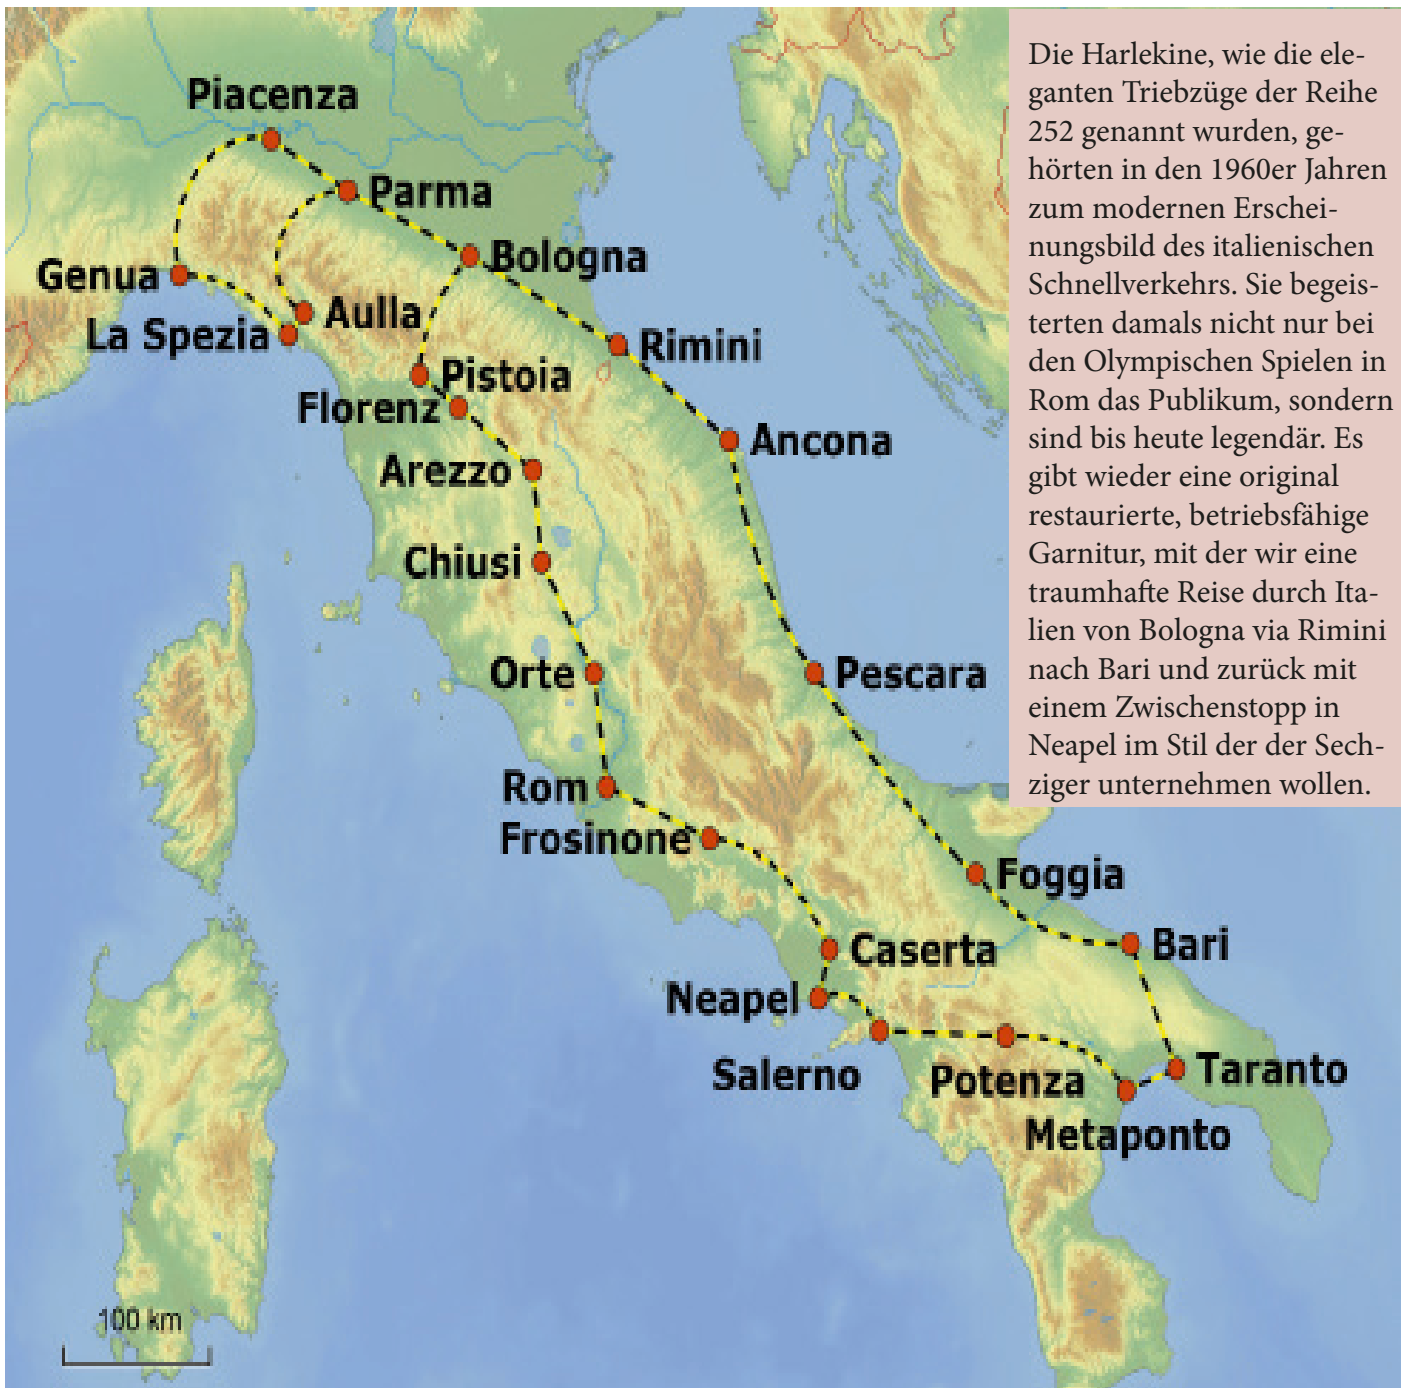 Piacenza
Parma
Bologna
Genua
Aulla
La Spezia
Rimini
Pistoia
Florenz
Ancona
Arezzo
Chiusi
Orte
Pescara
Rom
Frosinone
Foggia
Caserta
Bari
Neapel
Salerno
Potenza
Taranto
Metaponto
100 km
Die Harlekine, wie die ele-
ganten Triebzüge der Reihe
252 genannt wurden, ge-
hörten in den 1960er Jahren
zum modernen Erschei-
nungsbild des italienischen
Schnellverkehrs. Sie begeis-
terten damals nicht nur bei
den Olympischen Spielen in
Rom das Publikum, sondern
sind bis heute legendär. Es
gibt wieder eine original
restaurierte, betriebsfähige
Garnitur, mit der wir eine
traumhafte Reise durch Ita-
lien von Bologna via Rimini
nach Bari und zurück mit
einem Zwischenstopp in
Neapel im Stil der der Sech-
ziger unternehmen wollen.